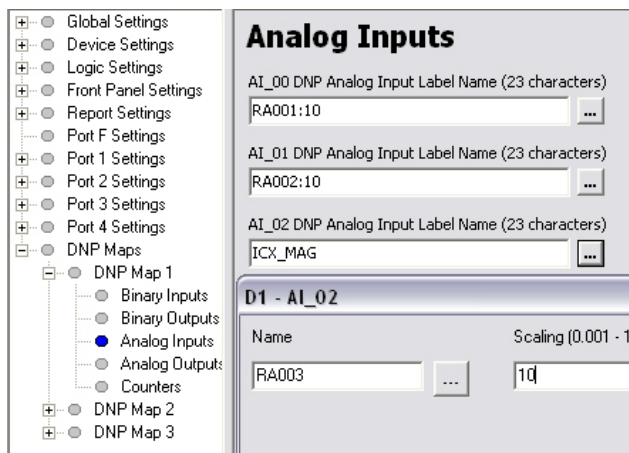 Global Settings
Device Settings
Logic Settings
Front Panel Settings
Report Settings
Port F Settings
Port 1 Settings
Port 2 Settings
Port 3 Settings
Port 4 Settings
DNP Maps
DNP Map 1
Binary Inputs
Binary Outputs
Analog Inputs
Analog Outputs
Counters
DNP Map 2
DNP Map 3
Analog Inputs
AI_00 DNP Analog Input Label Name (23 characters)
RA001:10
...
AI_01 DNP Analog Input Label Name (23 characters)
RA002:10
...
AI_02 DNP Analog Input Label Name (23 characters)
ICX_MAG
...
D1 - AI_02
Name Scaling (0.001 - 1
RA003 ... 10